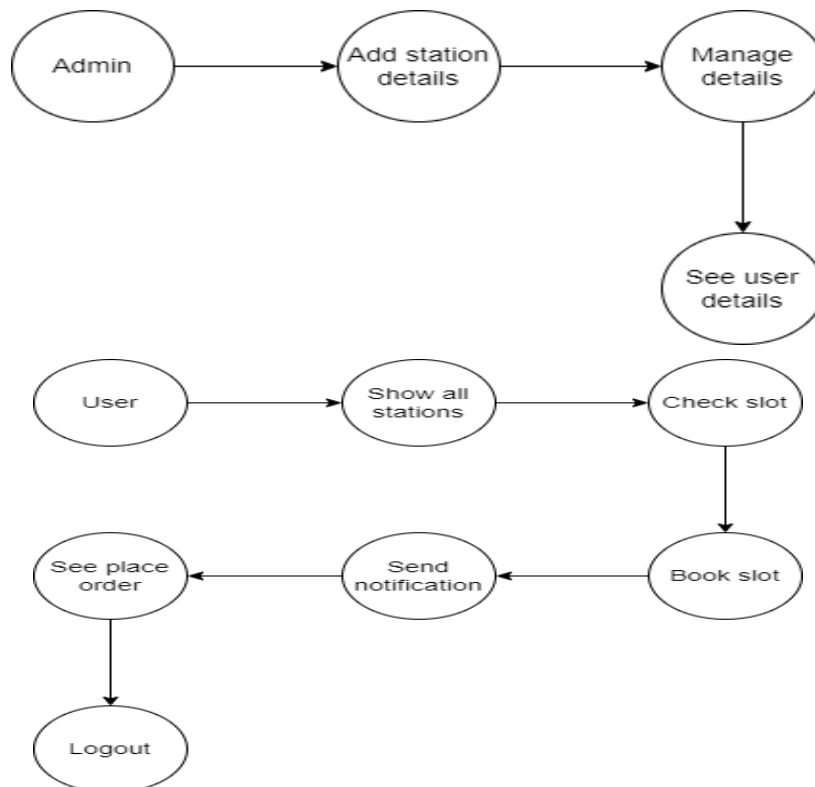 Admin
Add station
details
Manage
details
See user
details
User
Show all
stations
Check slot
See place
order
Send
notification
Book slot
Logout